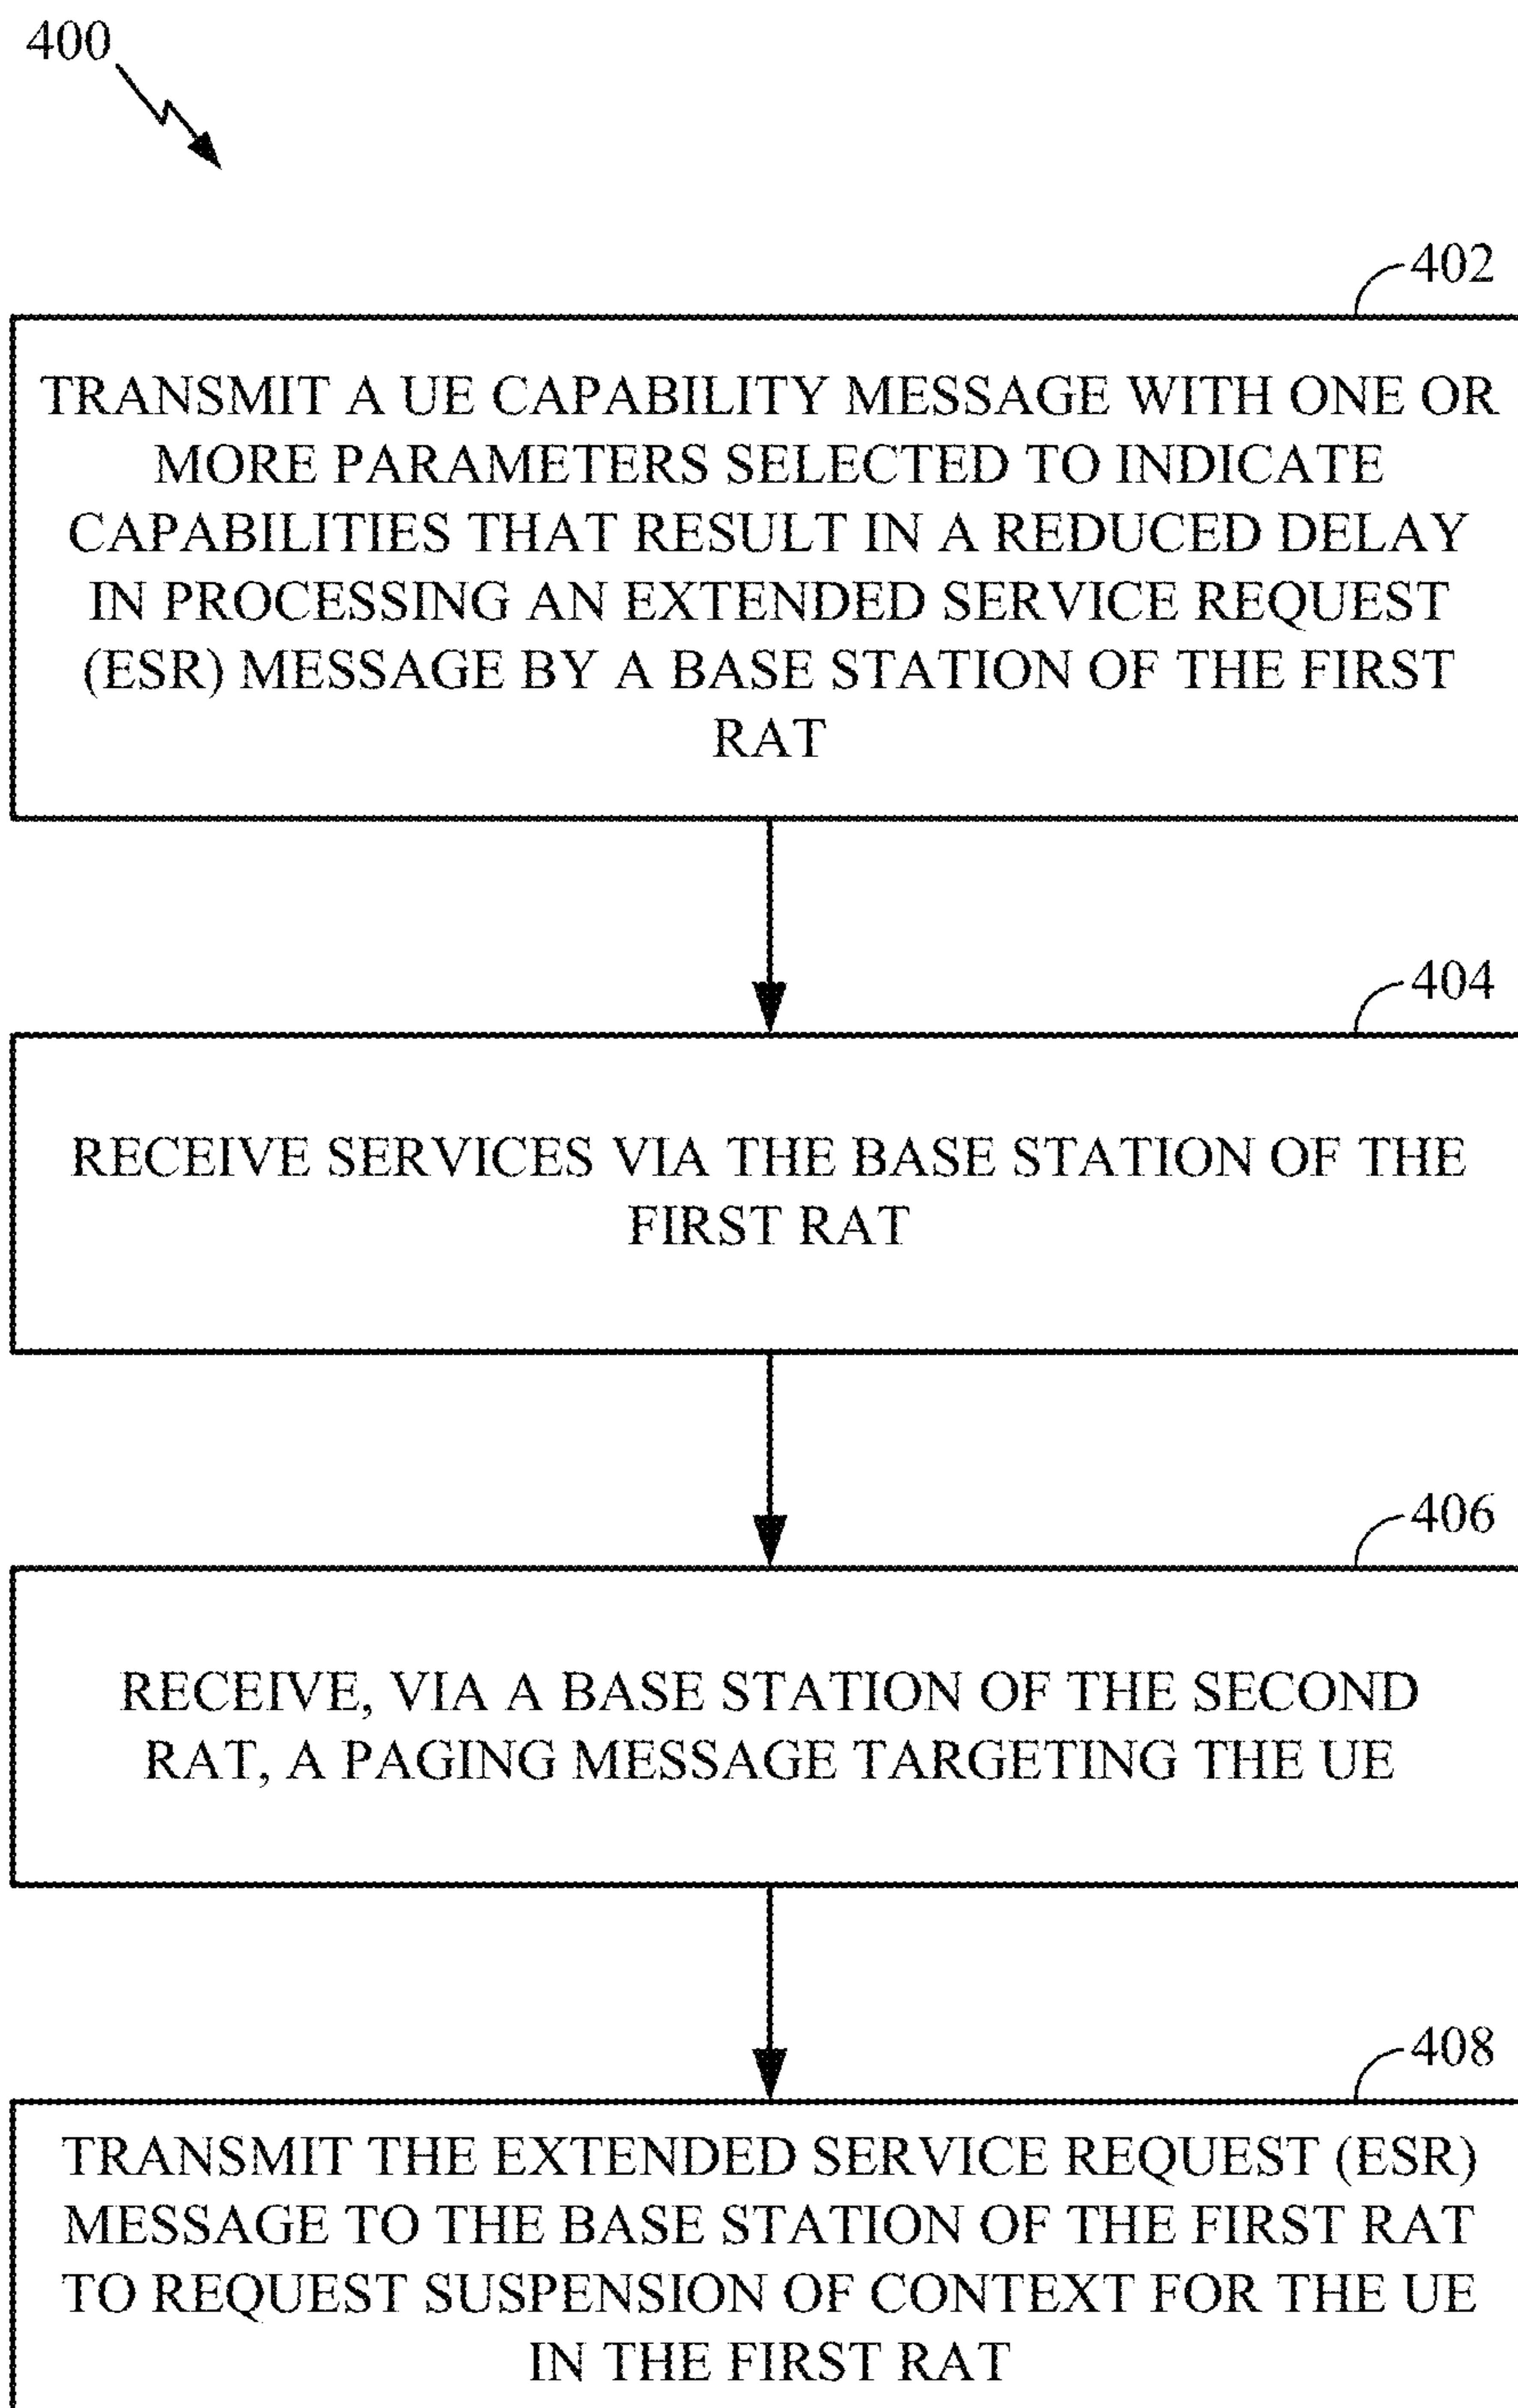 400
402
TRANSMIT A UE CAPABILITY MESSAGE WITH ONE OR
MORE PARAMETERS SELECTED TO INDICATE
CAPABILITIES THAT RESULT IN A REDUCED DELAY
IN PROCESSING AN EXTENDED SERVICE REQUEST
(ESR) MESSAGE BY A BASE STATION OF THE FIRST
RAT
404
RECEIVE SERVICES VIA THE BASE STATION OF THE
FIRST RAT
406
RECEIVE, VIA A BASE STATION OF THE SECOND
RAT, A PAGING MESSAGE TARGETING THE UE
408
TRANSMIT THE EXTENDED SERVICE REQUEST (ESR)
MESSAGE TO THE BASE STATION OF THE FIRST RAT
TO REQUEST SUSPENSION OF CONTEXT FOR THE UE
IN THE FIRST RAT